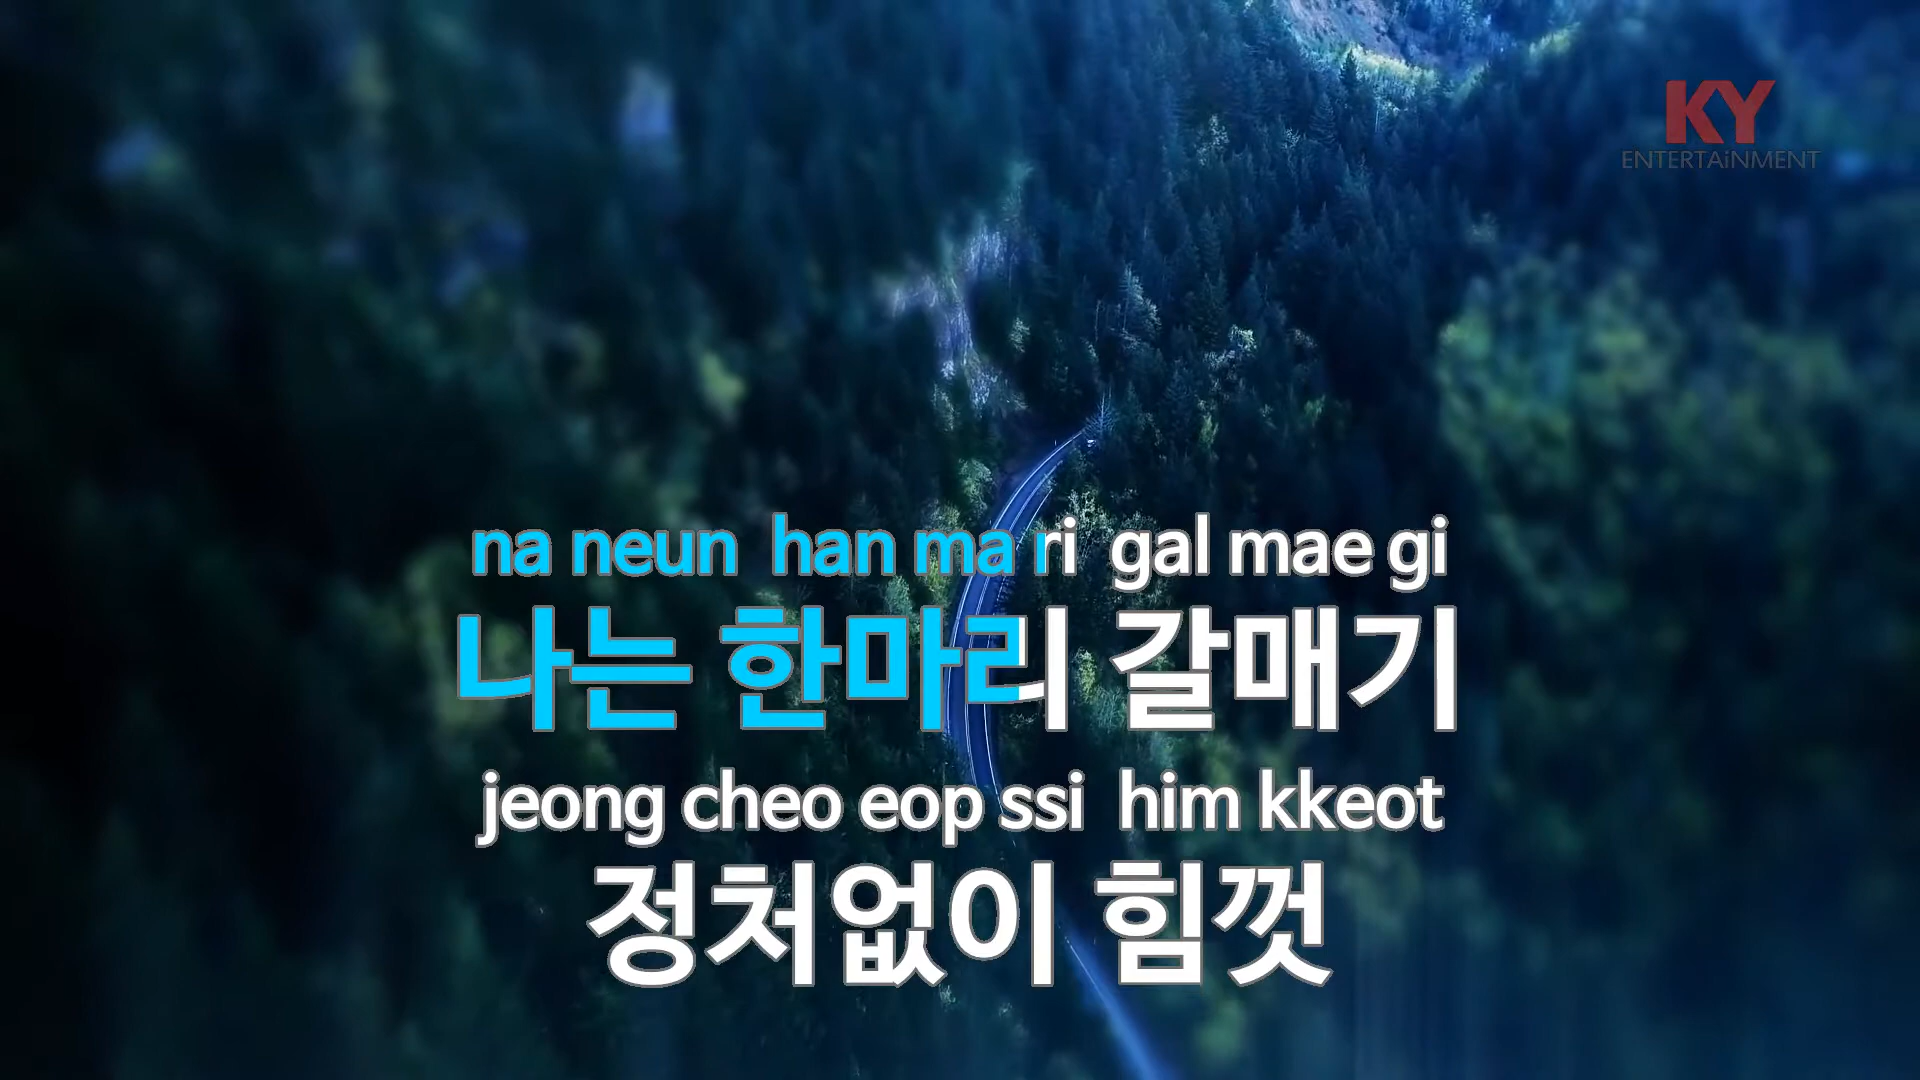 KY
ENTERTAiNMENT
na neun han ma ri gal mae gi
나는 한마리 갈매기
jeong cheo eop ssi him kkeot
정처없이 힘껏